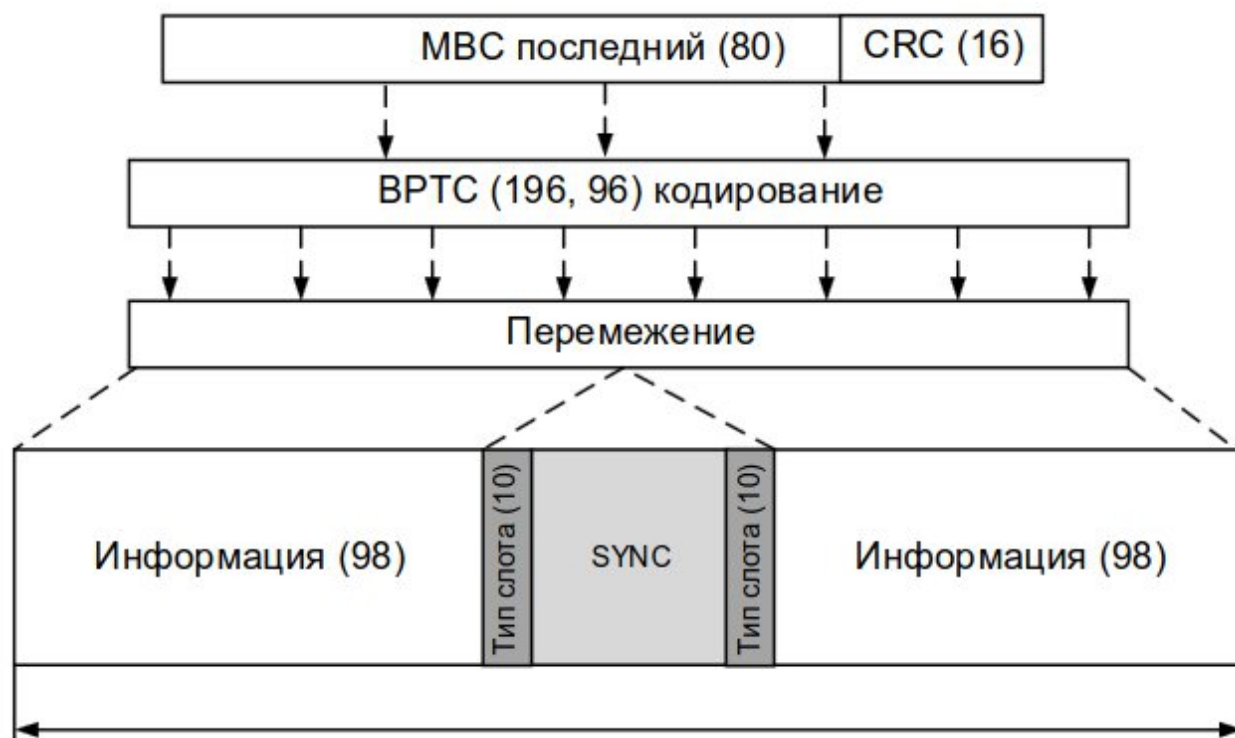 МВС последний (80)
CRC (16)
ВРТС (196, 96) кодирование
Перемежение
Информация (98)
Тип слота (10)
SYNC
Тип слота (10)
Информация (98)